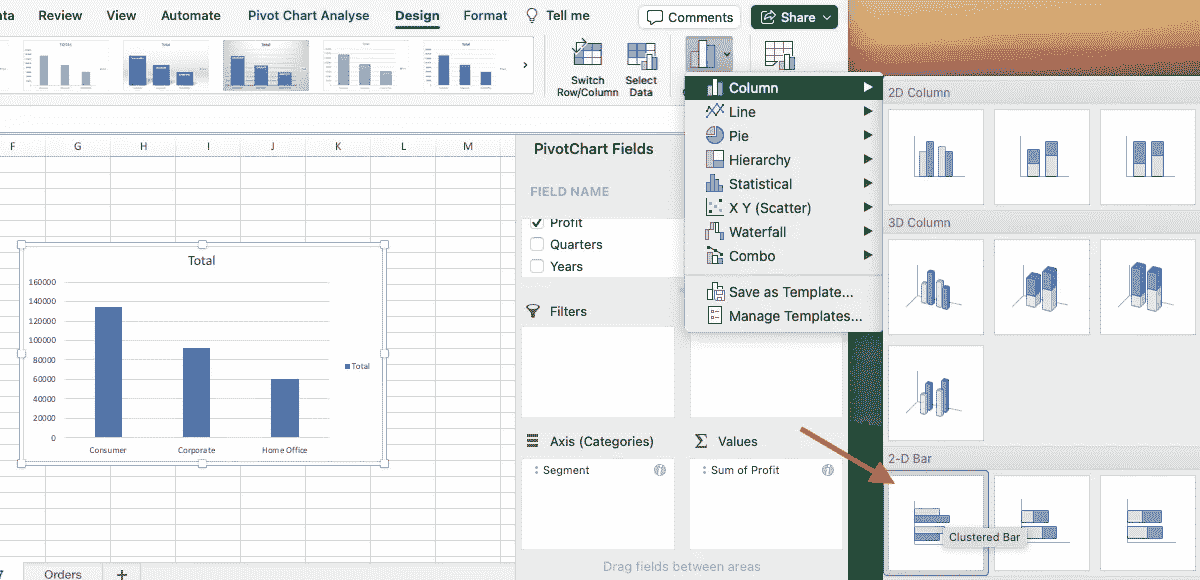 ata Review View Automate Pivot Chart Analyse Design Format Tell me Comments Share
Switch Row/Column
Select Data
Column
Line
Pie
Hierarchy
Statistical
X Y (Scatter)
Waterfall
Combo
Save as Template...
Manage Templates...
2D Column
3D Column
2-D Bar
Clustered Bar
F G H I J K L M
PivotChart Fields
FIELD NAME
Profit
Quarters
Years
Filters
Axis (Categories)
Values
Segment
Sum of Profit
Drag fields between areas
Total
160000
140000
120000
100000
80000
60000
40000
20000
0
Consumer Corporate Home Office
Total
Orders